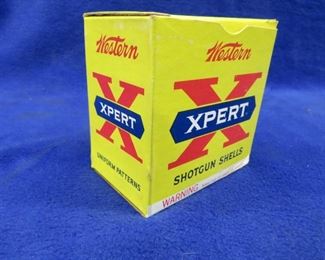 Western
X
XPERT
UNIFORM PATTERNS
Western
X
XPERT
SHOTGUN SHELLS
WARNING